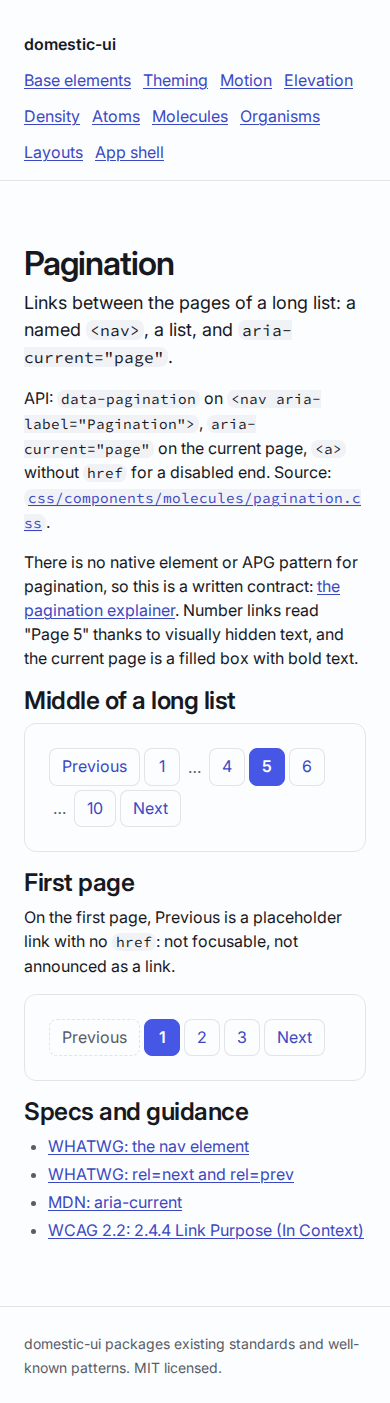 domestic-ui
Base elements Theming Motion Elevation
Density Atoms Molecules Organisms
Layouts App shell
Pagination
Links between the pages of a long list: a
named <nav>, a list, and aria-
current="page".
API: data-pagination on <nav aria-
label="Pagination">, aria-
current="page" on the current page, <a>
without href for a disabled end. Source:
css/components/molecules/pagination.c
ss.
There is no native element or APG pattern for
pagination, so this is a written contract: the
pagination explainer. Number links read
"Page 5" thanks to visually hidden text, and
the current page is a filled box with bold text.
Middle of a long list
Previous 1 … 4 5 6
… 10 Next
First page
On the first page, Previous is a placeholder
link with no href: not focusable, not
announced as a link.
Previous 1 2 3 Next
Specs and guidance
• WHATWG: the nav element
• WHATWG: rel=next and rel=prev
• MDN: aria-current
• WCAG 2.2: 2.4.4 Link Purpose (In Context)
domestic-ui packages existing standards and well-
known patterns. MIT licensed.